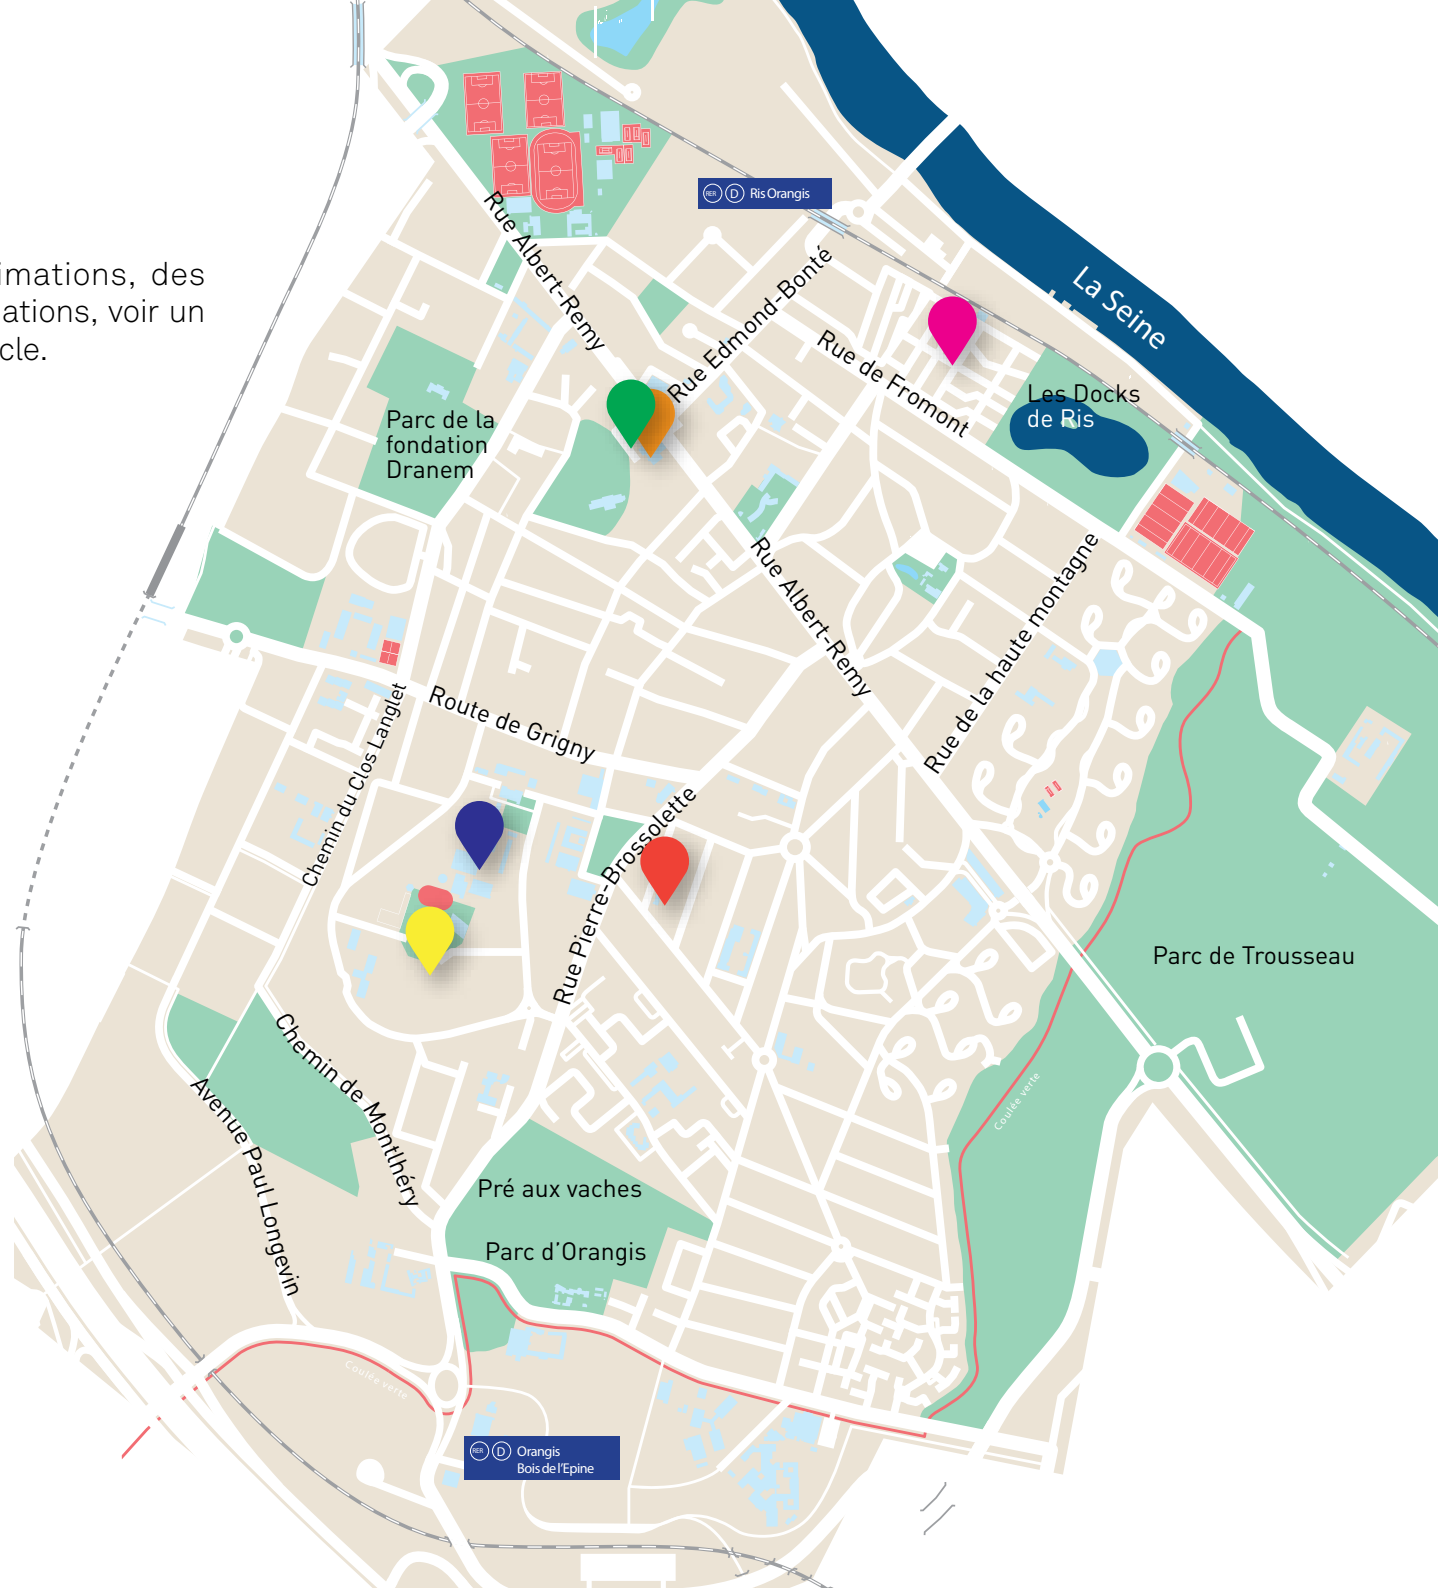 imations, des
ations, voir un
cle.
RER D Ris Orangis
Rue Albert-Remy
Rue Edmond-Bonté
La Seine
Rue de Fromont
Les Docks
de Ris
Parc de la
fondation
Dranem
Rue Albert-Remy
Rue de la haute montagne
Route de Grigny
Chemin du Clos Langlet
Rue Pierre-Brossolette
Parc de Trousseau
Coulée verte
Chemin de Montlhéry
Avenue Paul Longevin
Pré aux vaches
Parc d'Orangis
Coulée verte
RER D Orangis
Bois de l'Epine